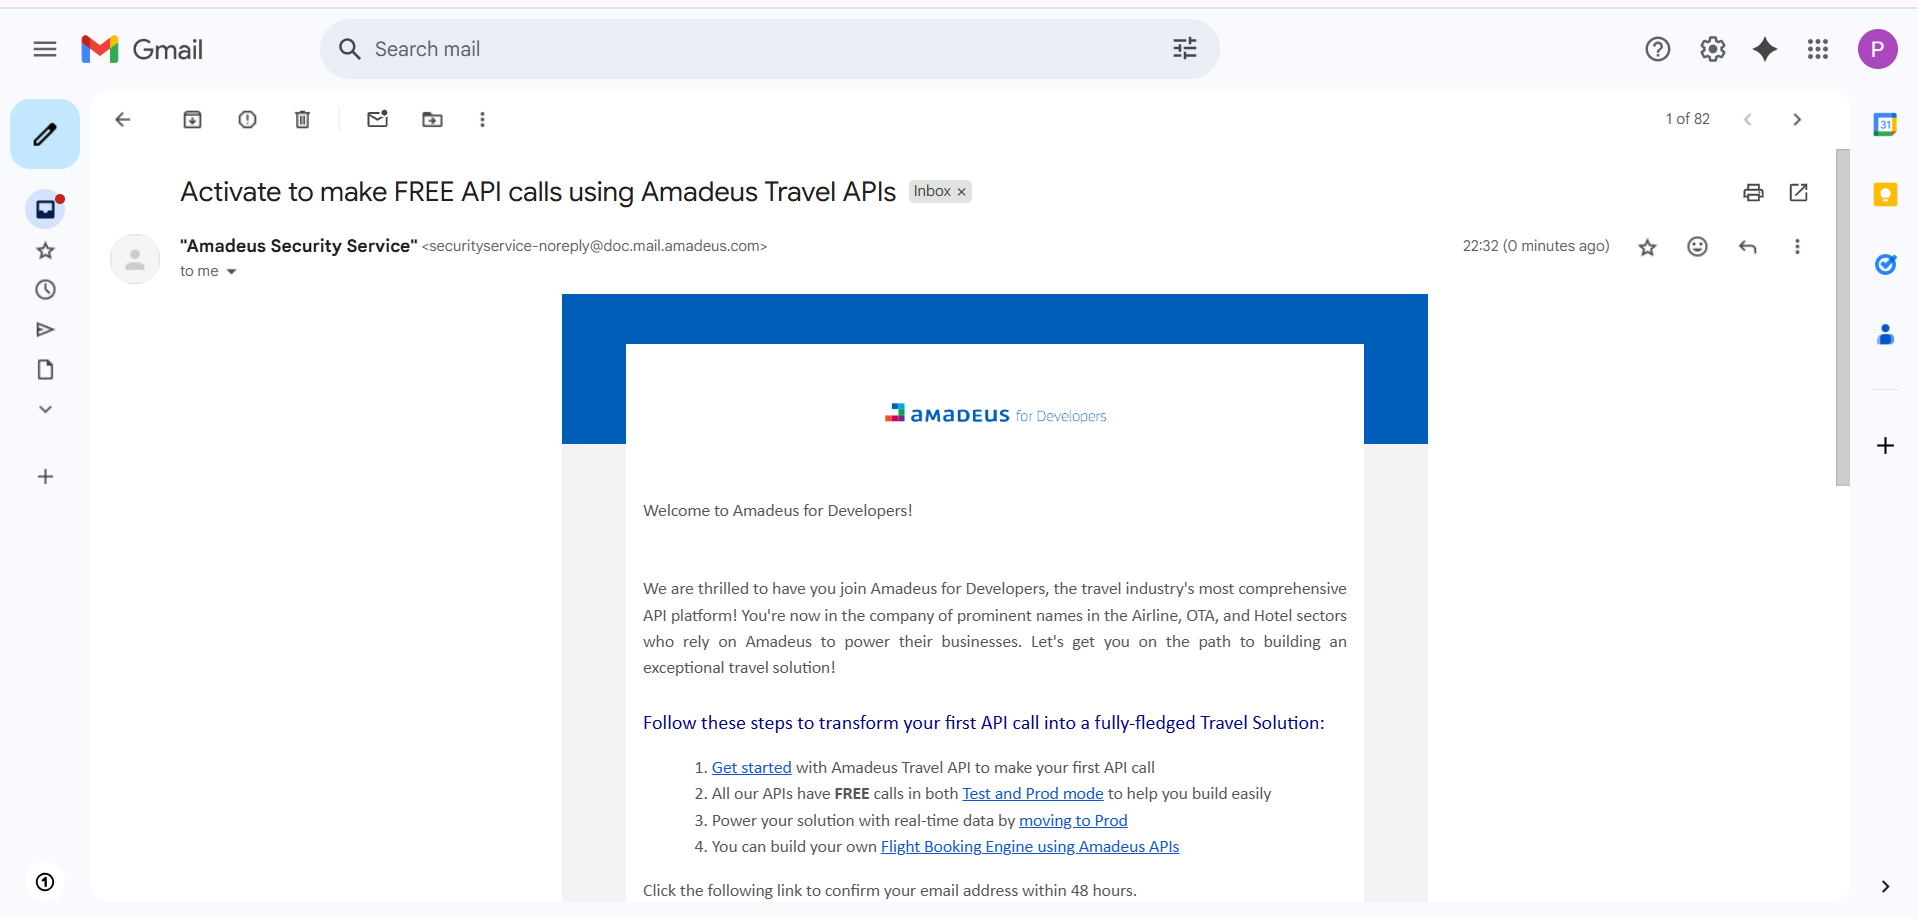 Gmail
Search mail
P
1 of 82
Activate to make FREE API calls using Amadeus Travel APIs
Inbox ×
"Amadeus Security Service" <securityservice-noreply@doc.mail.amadeus.com>
22:32 (0 minutes ago)
to me
31
amadeus for Developers
Welcome to Amadeus for Developers!
We are thrilled to have you join Amadeus for Developers, the travel industry's most comprehensive
API platform! You're now in the company of prominent names in the Airline, OTA, and Hotel sectors
who rely on Amadeus to power their businesses. Let's get you on the path to building an
exceptional travel solution!
Follow these steps to transform your first API call into a fully-fledged Travel Solution:
1. Get started with Amadeus Travel API to make your first API call
2. All our APIs have FREE calls in both Test and Prod mode to help you build easily
3. Power your solution with real-time data by moving to Prod
4. You can build your own Flight Booking Engine using Amadeus APIs
Click the following link to confirm your email address within 48 hours.
1